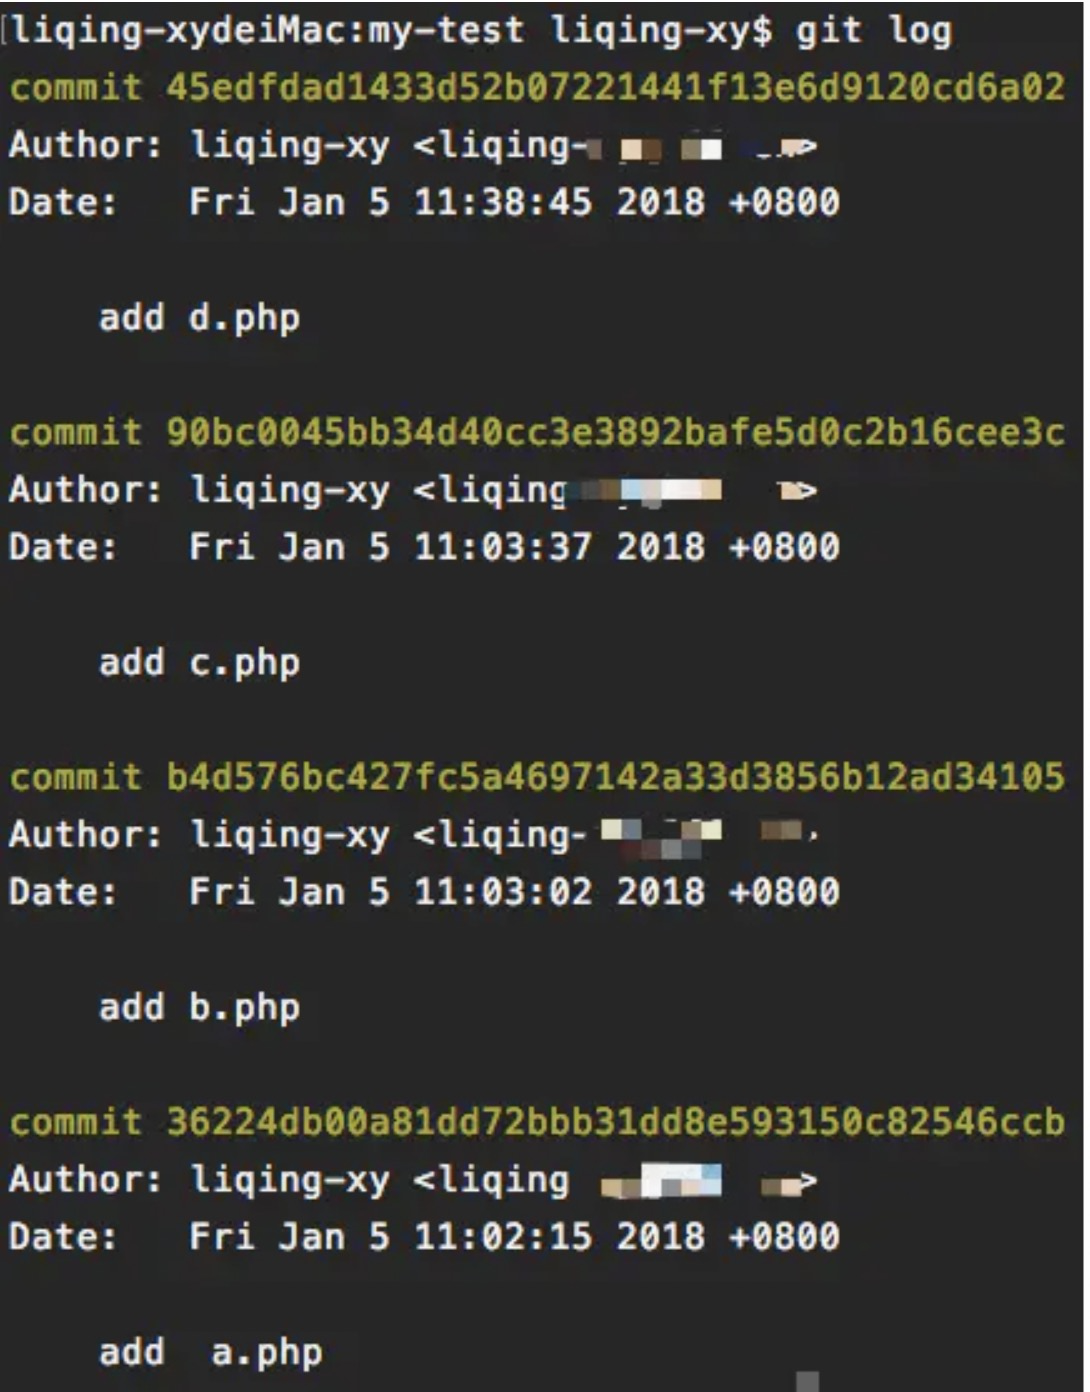 [liqing-xydeiMac:my-test liqing-xy$ git log
commit 45edfdad1433d52b07221441f13e6d9120cd6a02
Author: liqing-xy <liqing-
Date:   Fri Jan 5 11:38:45 2018 +0800
add d.php
commit 90bc0045bb34d40cc3e3892bafe5d0c2b16cee3c
Author: liqing-xy <liqing
Date:   Fri Jan 5 11:03:37 2018 +0800
add c.php
commit b4d576bc427fc5a4697142a33d3856b12ad34105
Author: liqing-xy <liqing-
Date:   Fri Jan 5 11:03:02 2018 +0800
add b.php
commit 36224db00a81dd72bbb31dd8e593150c82546ccb
Author: liqing-xy <liqing >
Date:   Fri Jan 5 11:02:15 2018 +0800
add  a.php